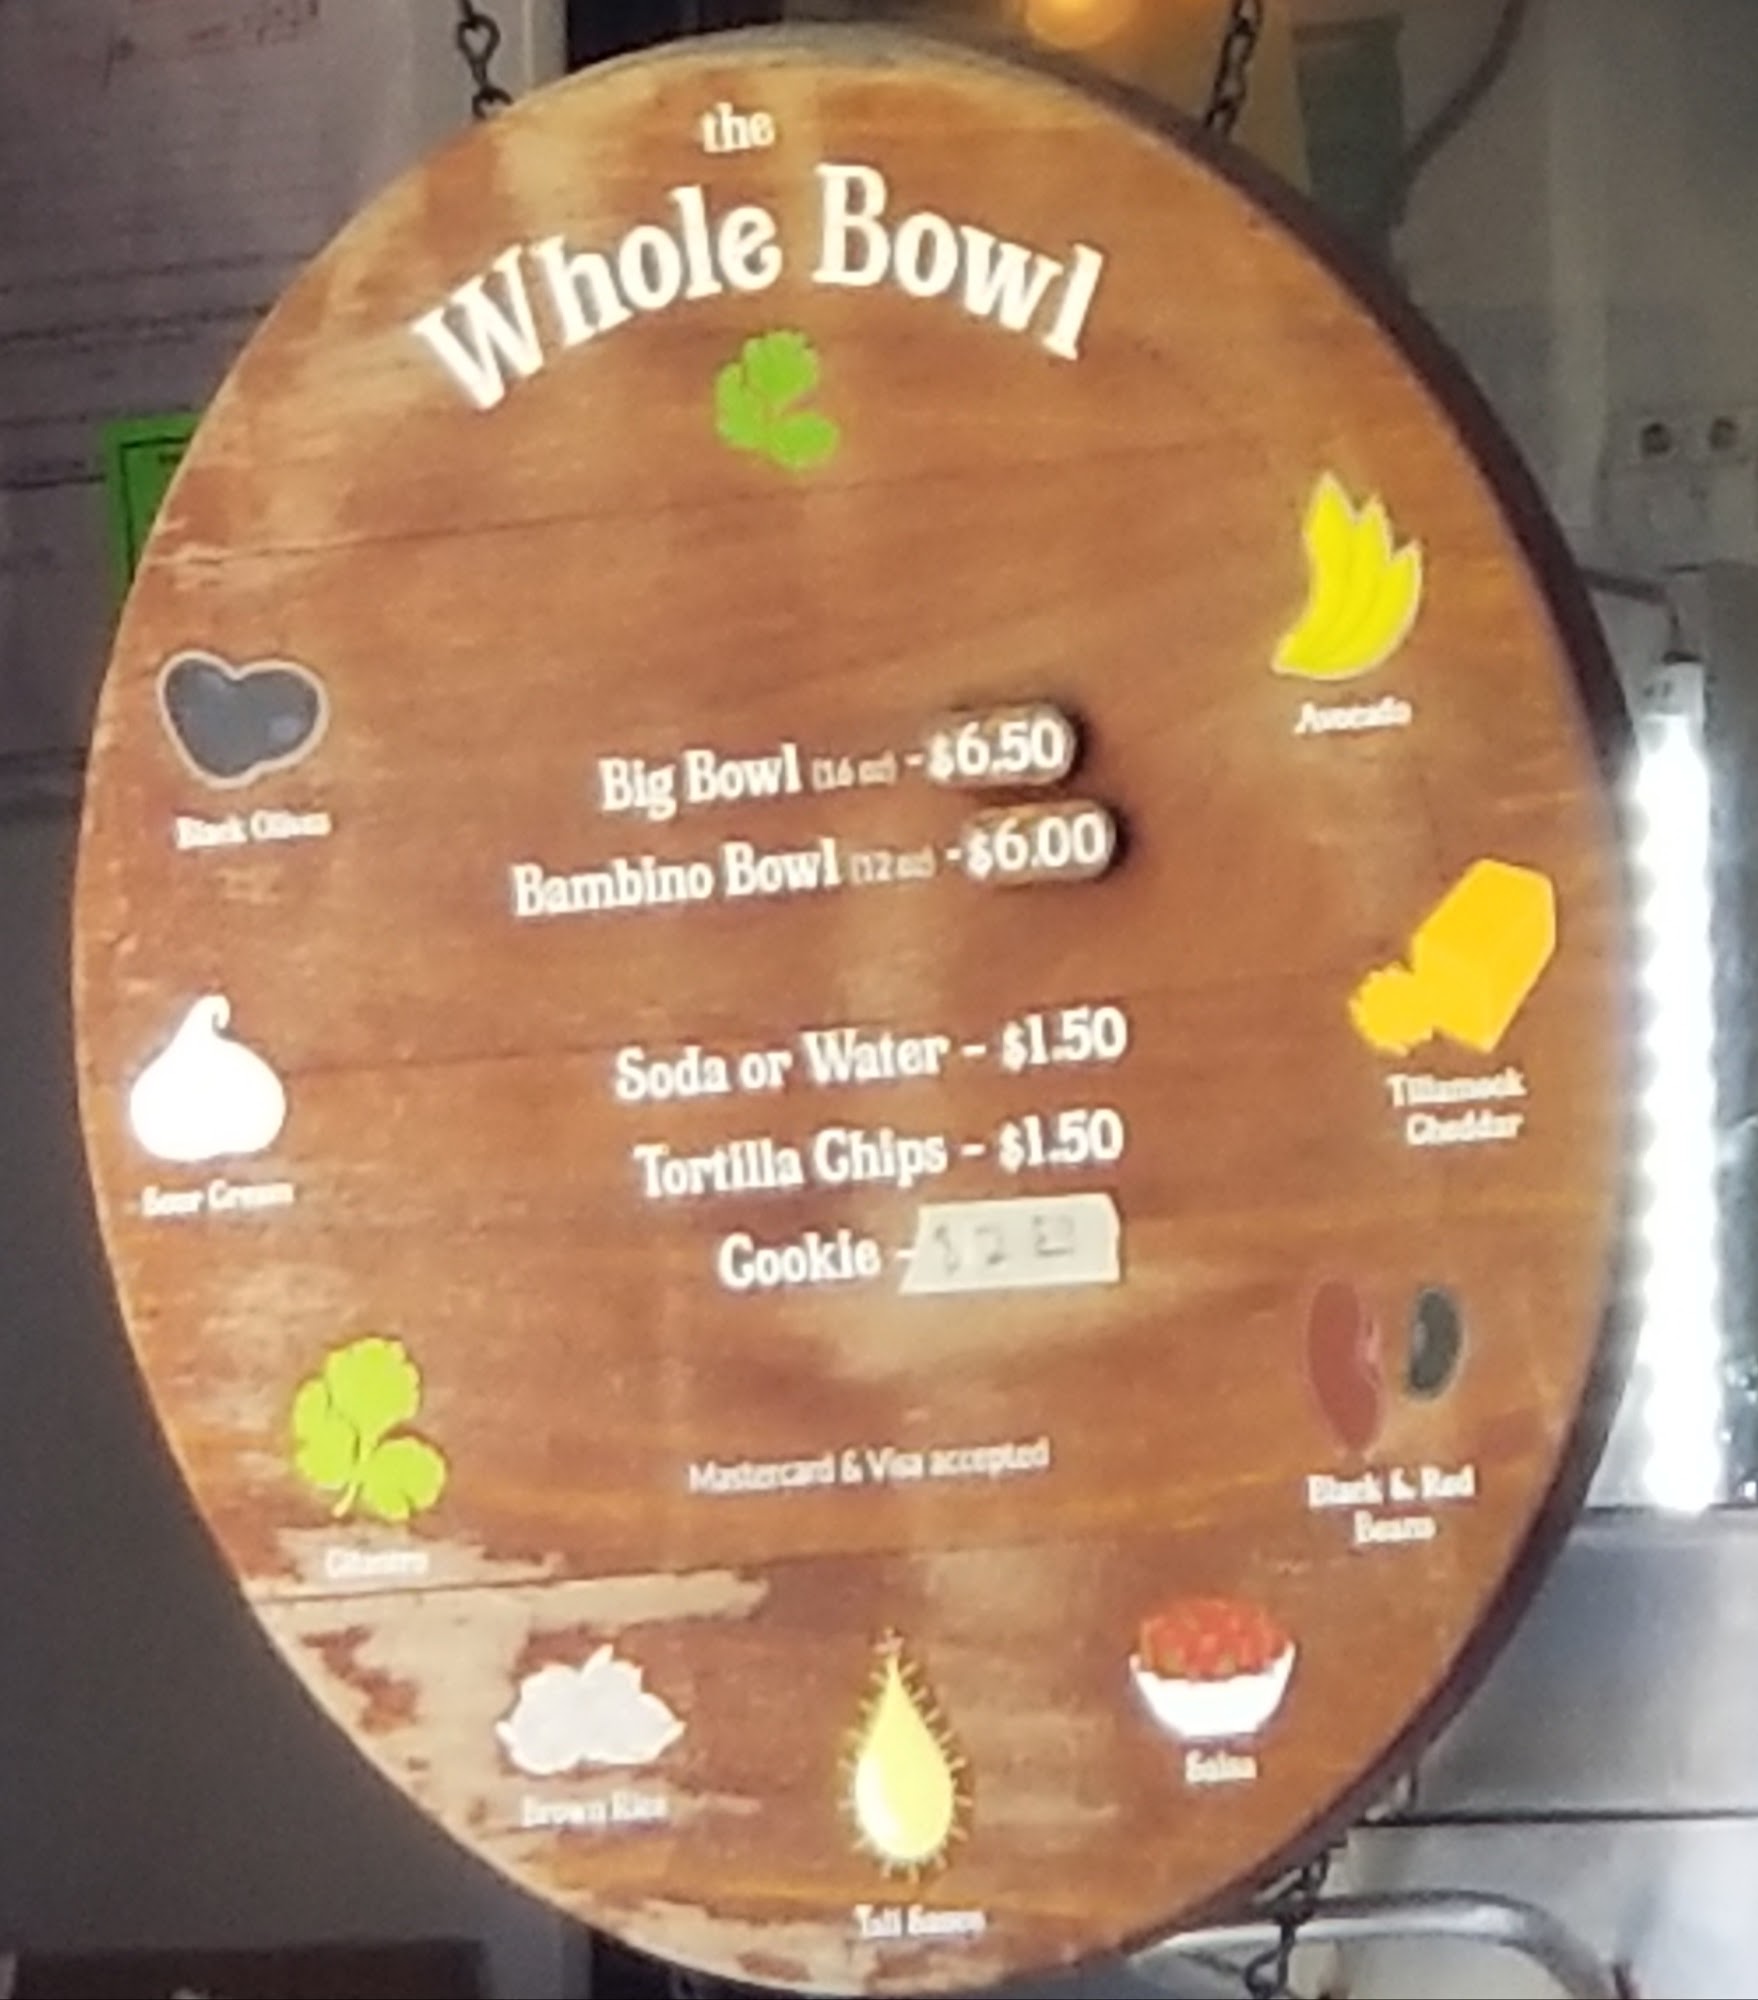 the
Whole Bowl
Avocado
Big Bowl (16 oz) - $6.50
Black Olives
Bambino Bowl (12 oz) - $6.00
Soda or Water - $1.50
Tillamook
Cheddar
Tortilla Chips - $1.50
Sour Cream
Cookie - $2
Mastercard & Visa accepted
Black & Red
Beans
Cilantro
Salsa
Brown Rice
Tali Sauce